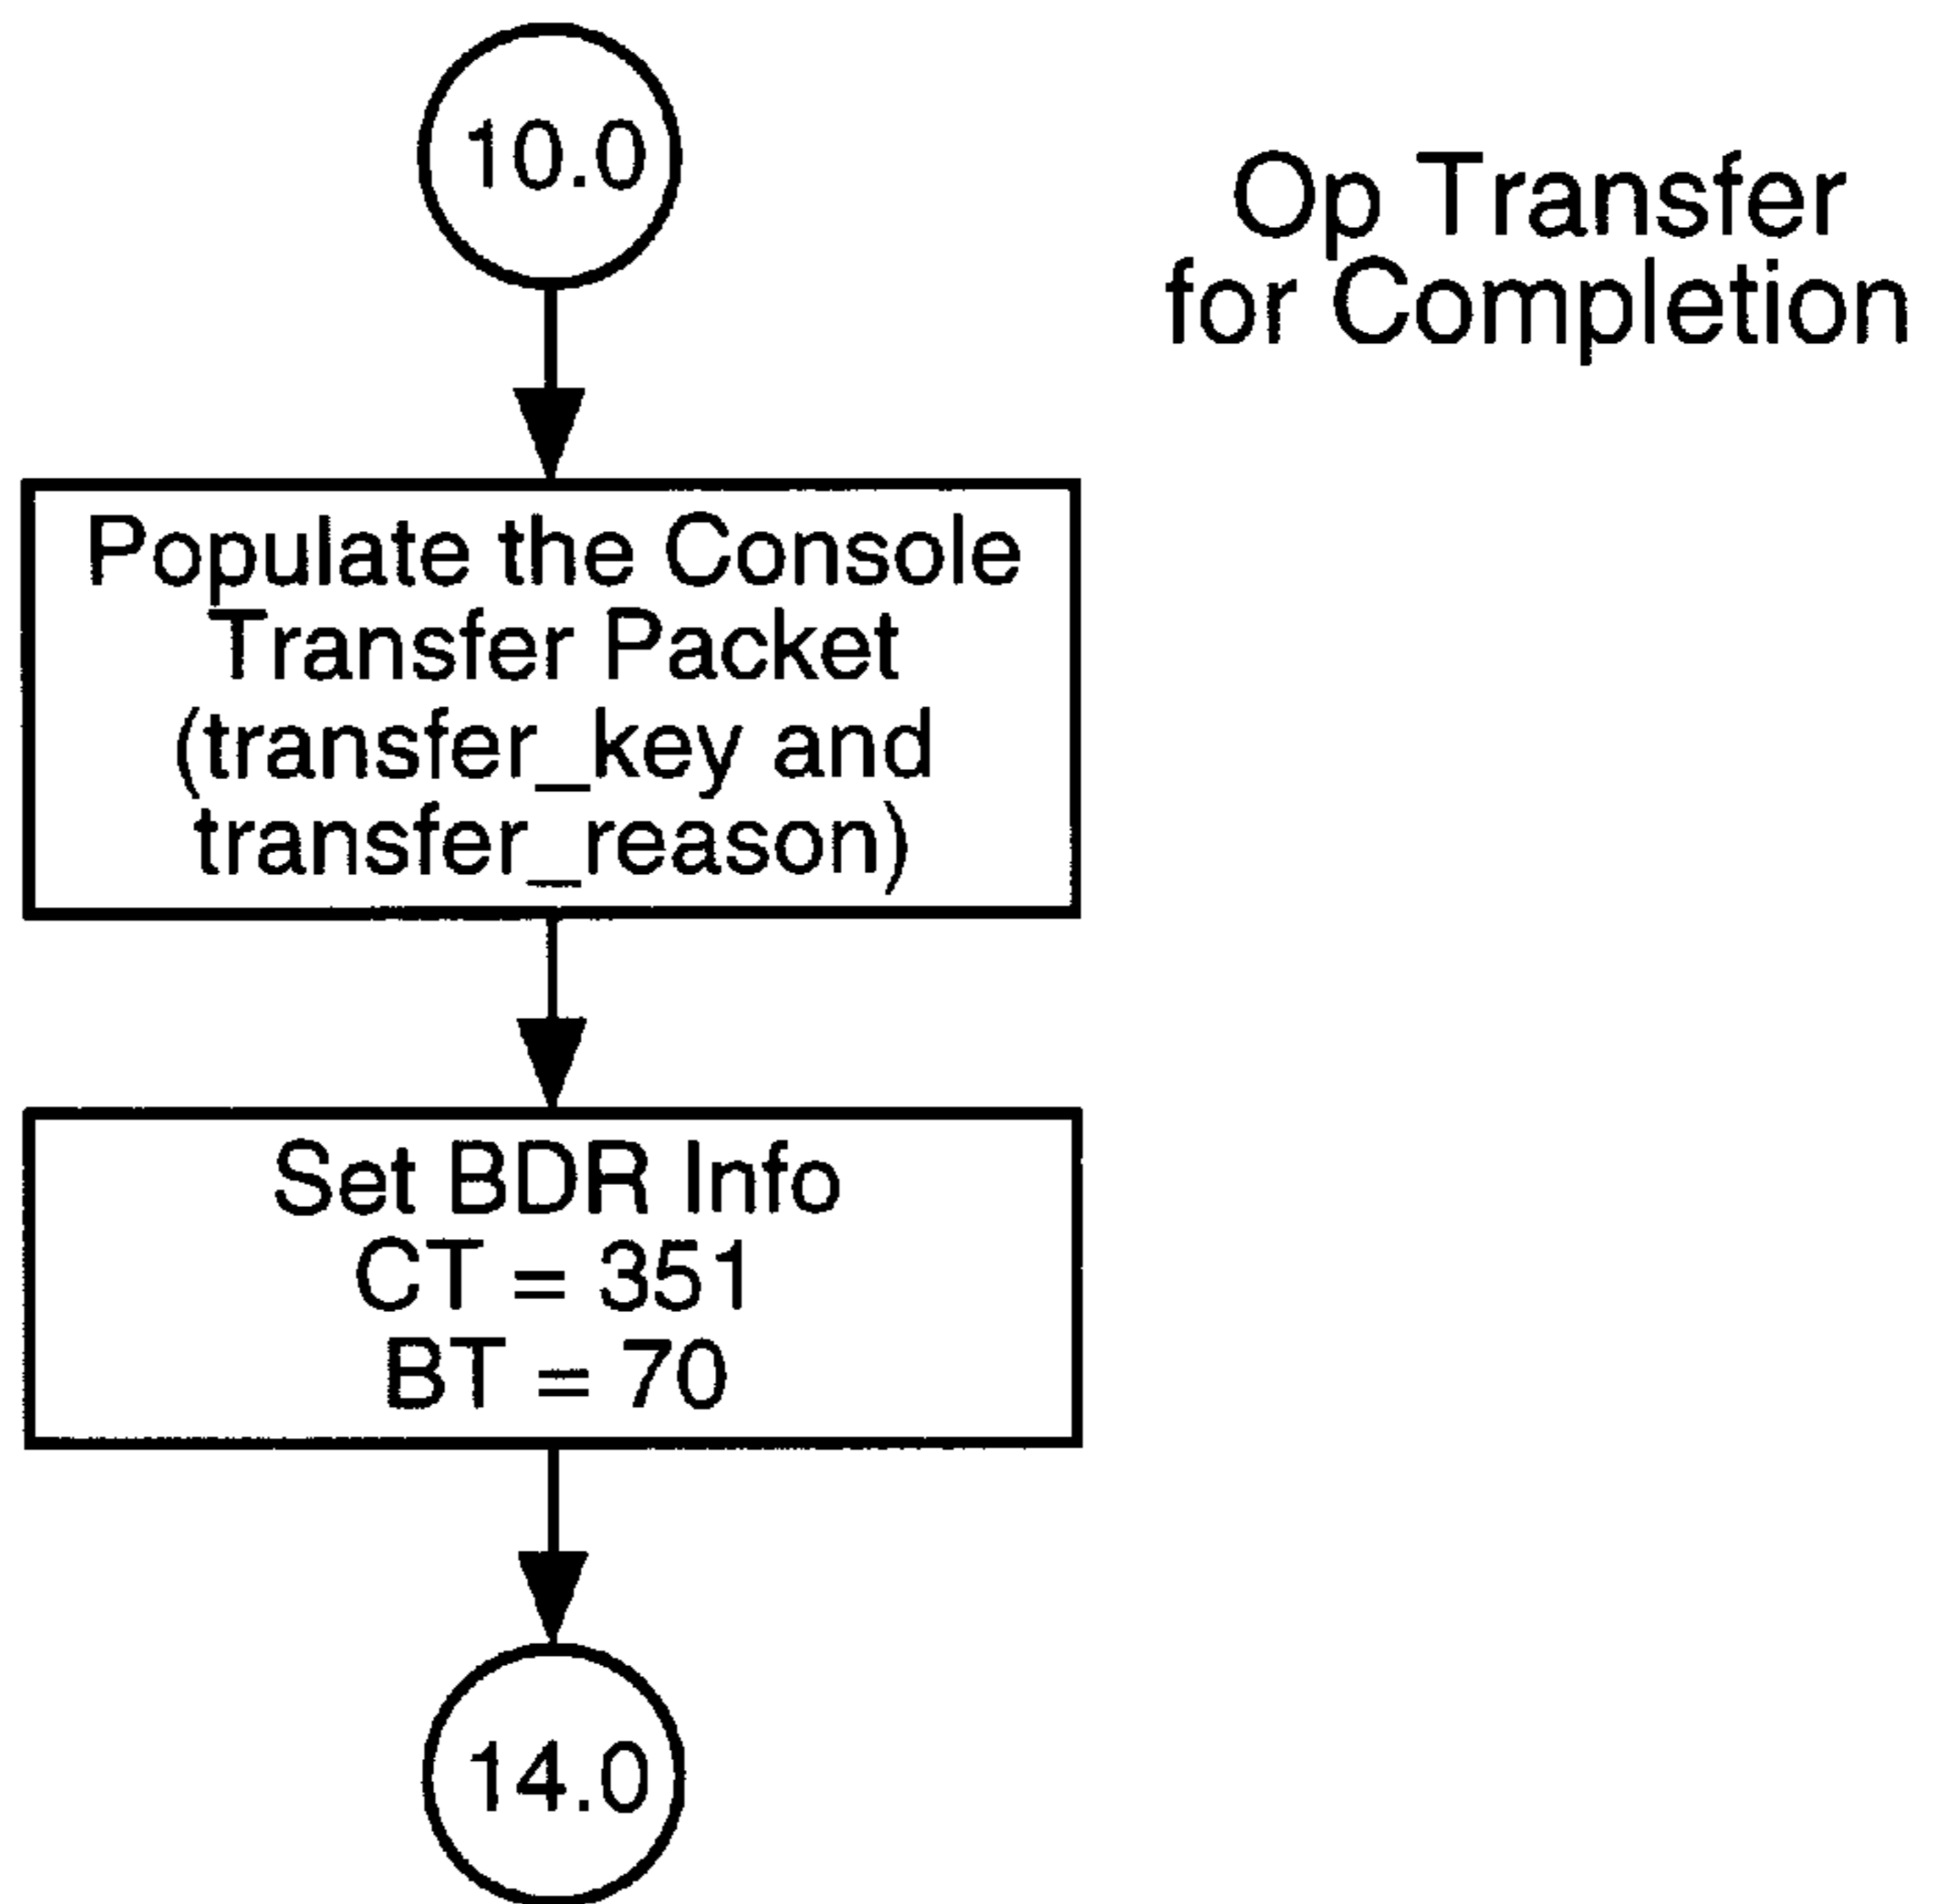 10.0
Op Transfer
for Completion
Populate the Console
Transfer Packet
(transfer_key and
transfer_reason)
Set BDR Info
CT = 351
BT = 70
14.0